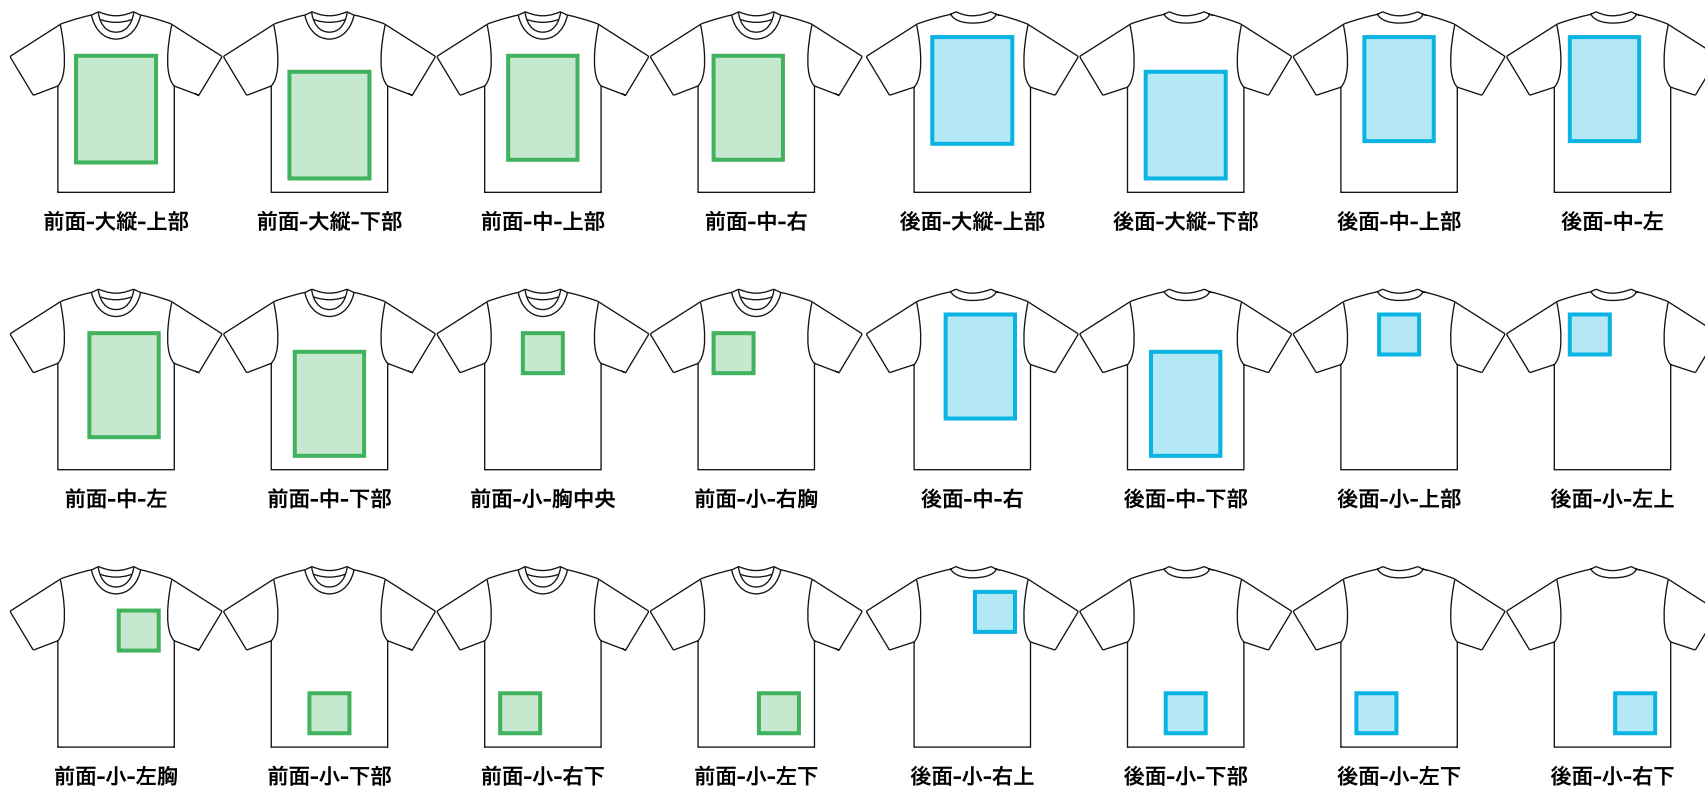 前面-大縦-上部
前面-大縦-下部
前面-中-上部
前面-中-右
後面-大縦-上部
後面-大縦-下部
後面-中-上部
後面-中-左
前面-中-左
前面-中-下部
前面-小-胸中央
前面-小-右胸
後面-中-右
後面-中-下部
後面-小-上部
後面-小-左上
前面-小-左胸
前面-小-下部
前面-小-右下
前面-小-左下
後面-小-右上
後面-小-下部
後面-小-左下
後面-小-右下